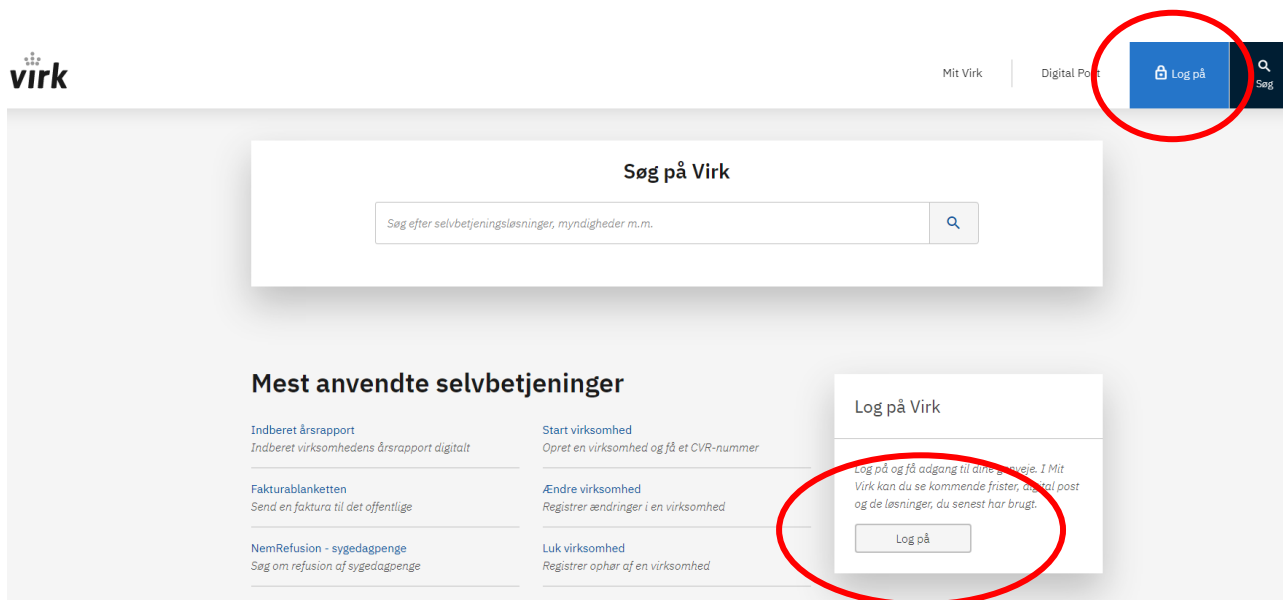 virk
Mit Virk
Digital Post
Log på
Søg
Søg på Virk
Søg efter selvbetjeningsløsninger, myndigheder m.m.
Mest anvendte selvbetjeninger
Indberet årsrapport
Indberet virksomhedens årsrapport digitalt
Start virksomhed
Opret en virksomhed og få et CVR-nummer
Fakturablanketten
Send en faktura til det offentlige
Ændre virksomhed
Registrer ændringer i en virksomhed
NemRefusion - sygedagpenge
Søg om refusion af sygedagpenge
Luk virksomhed
Registrer ophør af en virksomhed
Log på Virk
Log på og få adgang til dine genveje. I Mit
Virk kan du se kommende frister, digital post
og de løsninger, du senest har brugt.
Log på